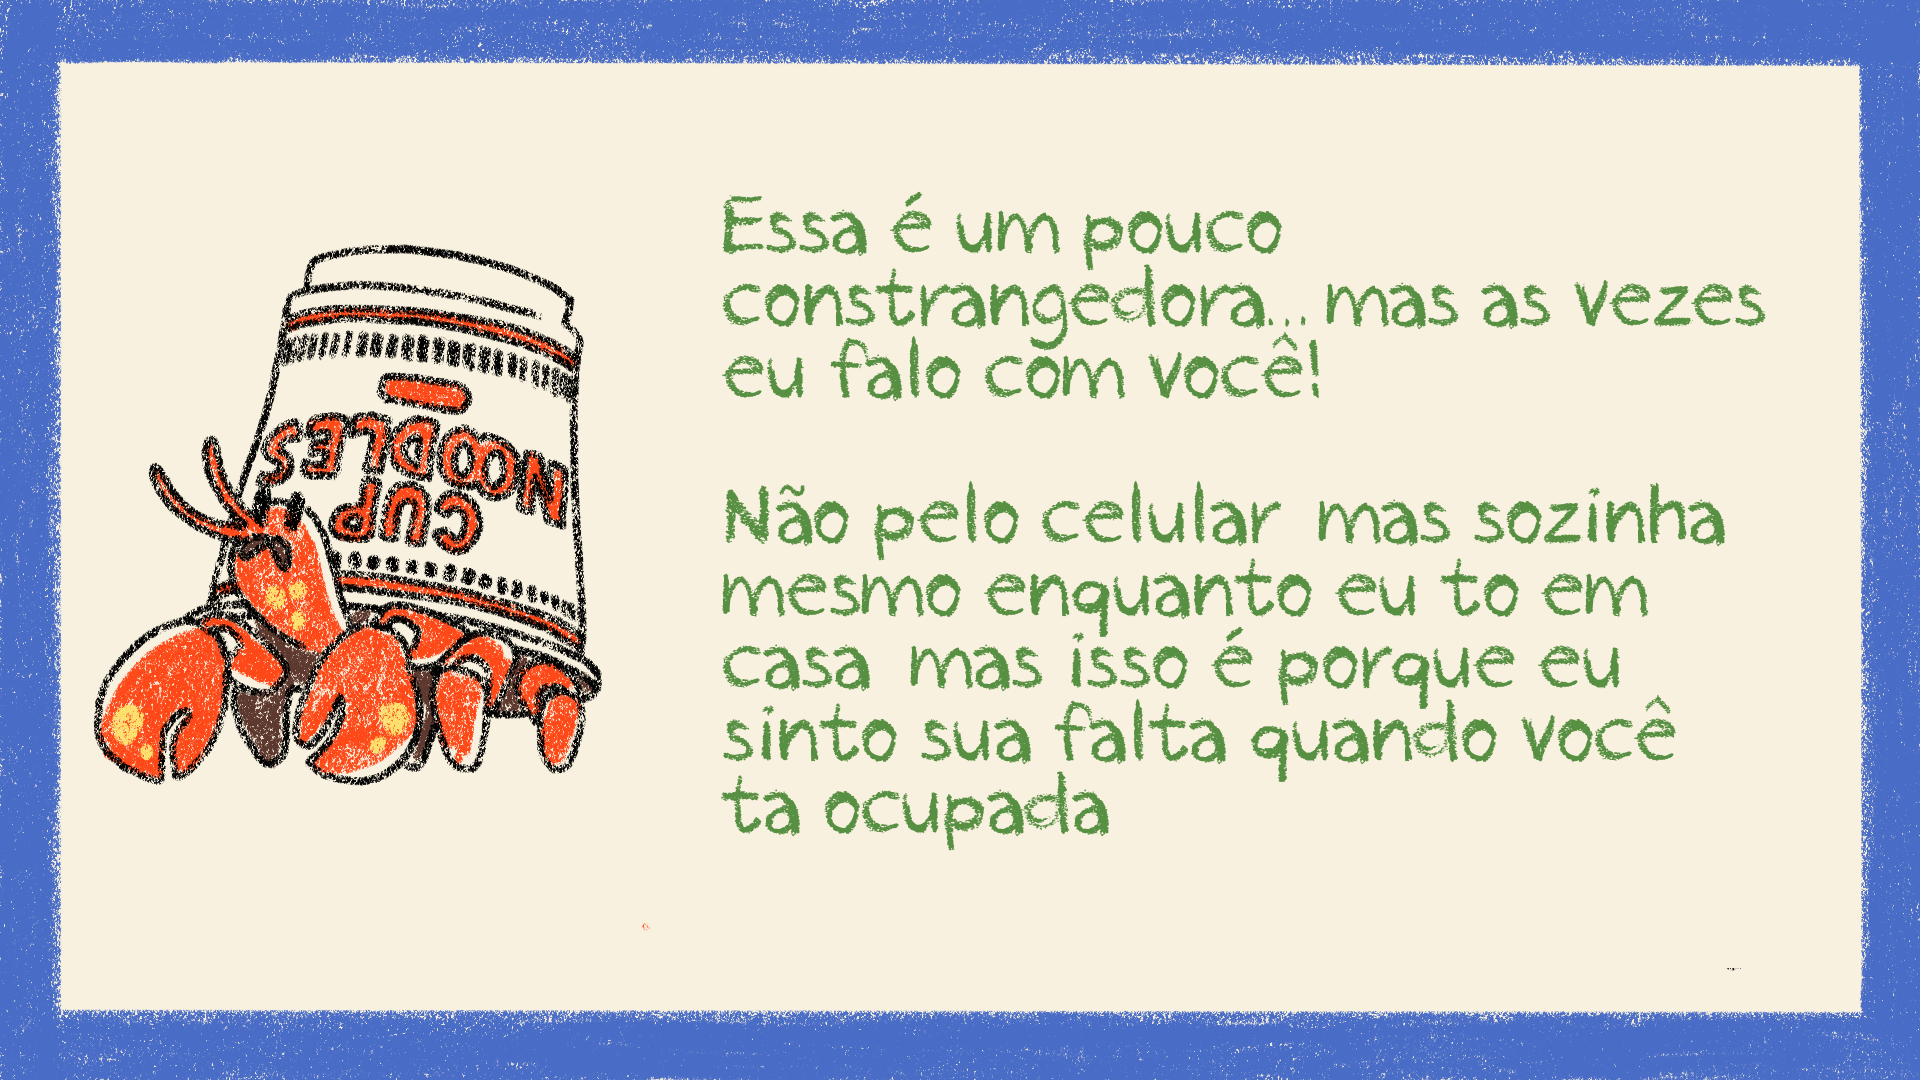 NOODLES
CUP
Essa é um pouco
constrangedora... mas as vezes
eu falo com você!
Não pelo celular mas sozinha
mesmo enquanto eu to em
casa mas isso é porque eu
sinto sua falta quando você
ta ocupada